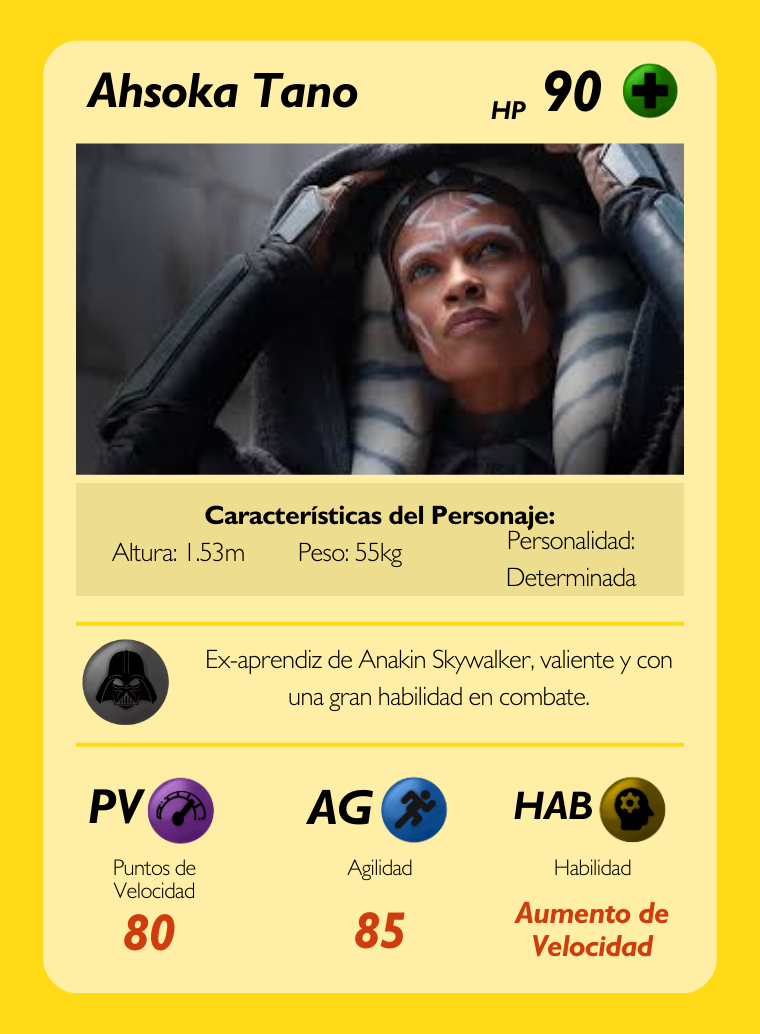 Ahsoka Tano
HP 90
Características del Personaje:
Altura: 1.53m Peso: 55kg Personalidad:
Determinada
Ex-aprendiz de Anakin Skywalker, valiente y con
una gran habilidad en combate.
PV AG HAB
Puntos de
Velocidad
80
Agilidad
85
Habilidad
Aumento de
Velocidad